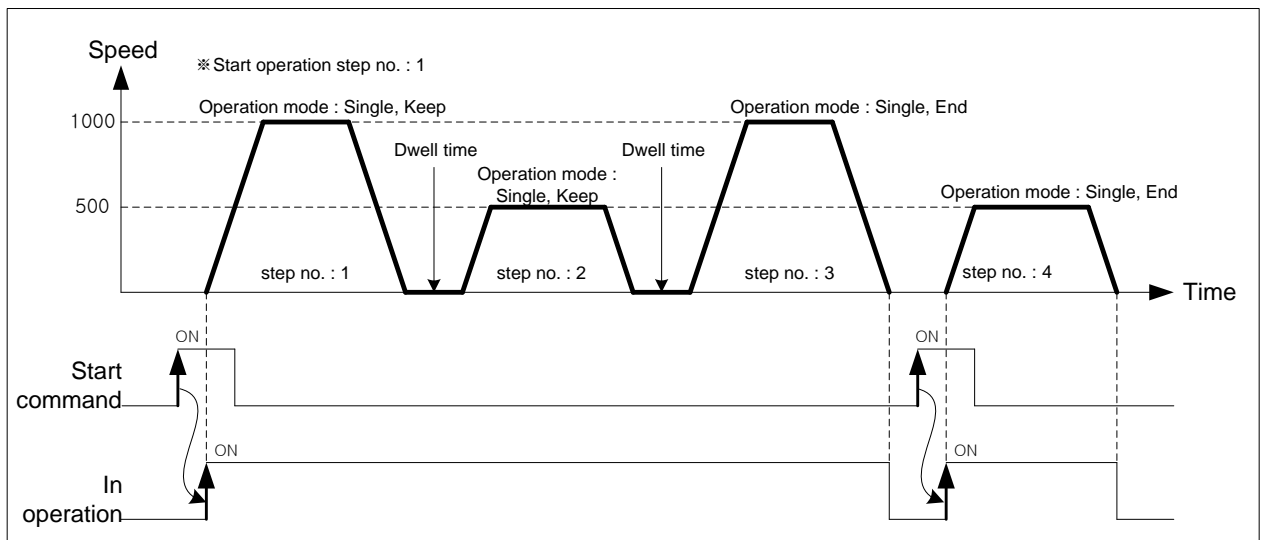 Speed
※Start operation step no. : 1
Operation mode : Single, Keep
Operation mode : Single, End
1000
Dwell time
Dwell time
Operation mode :
Single, Keep
Operation mode : Single, End
500
step no. : 1
step no. : 2
step no. : 3
step no. : 4
Time
ON
ON
Start
command
ON
ON
In
operation